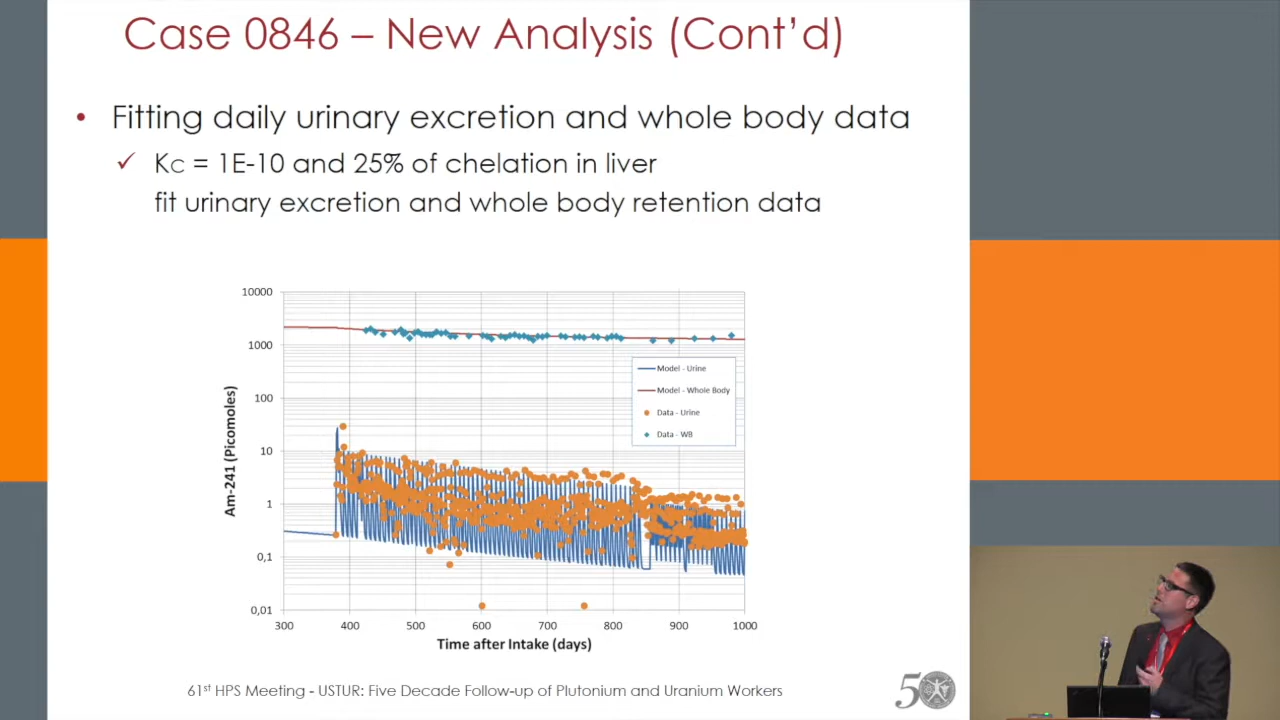 Case 0846 – New Analysis (Cont'd)
• Fitting daily urinary excretion and whole body data
✓ Kc = 1E-10 and 25% of chelation in liver
fit urinary excretion and whole body retention data
10000
1000
100
10
1
0,1
0,01
Am-241 (Picomoles)
Model - Urine
Model - Whole Body
Data - Urine
Data - WB
300 400 500 600 700 800 900 1000
Time after Intake (days)
61st HPS Meeting - USTUR: Five Decade Follow-up of Plutonium and Uranium Workers
50